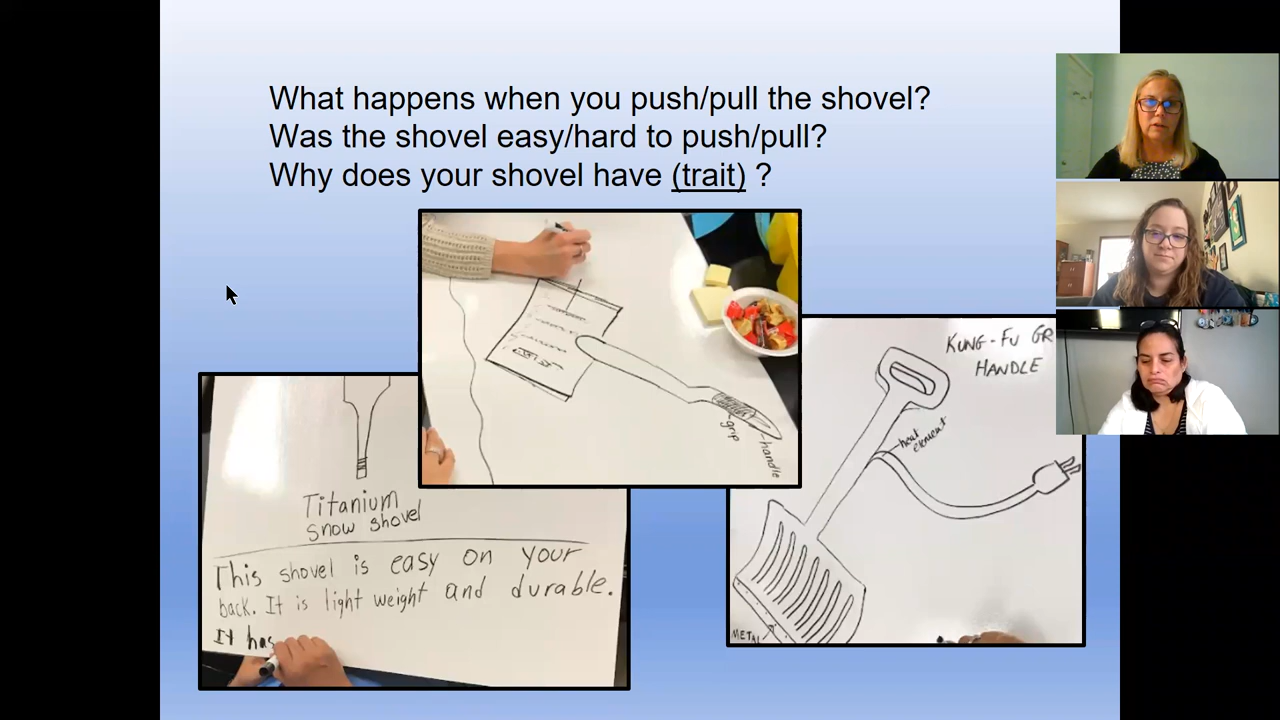 What happens when you push/pull the shovel?
Was the shovel easy/hard to push/pull?
Why does your shovel have (trait) ?
grip
handle
KUNG-FU GR
HANDLE
heat
element
METAL
Titanium
Snow shovel
This shovel is easy on your
back. It is light weight and durable.
It has